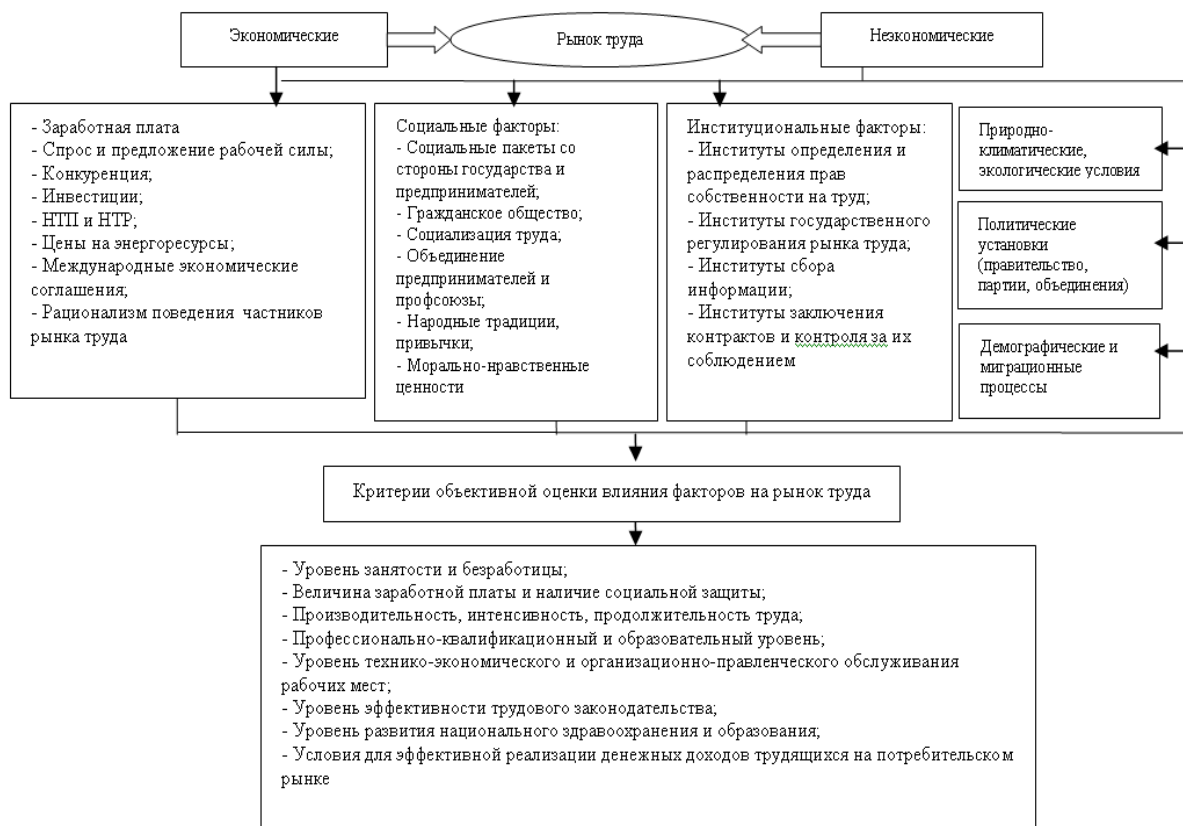 Экономические
Рынок труда
Неэкономические
- Заработная плата
- Спрос и предложение рабочей силы;
- Конкуренция;
- Инвестиции;
- НТП и НТР;
- Цены на энергоресурсы;
- Международные экономические
соглашения;
- Рационализм поведения частников
рынка труда
Социальные факторы:
- Социальные пакеты со
стороны государства и
предпринимателей;
- Гражданское общество;
- Социализация труда;
- Объединение
предпринимателей и
профсоюзы;
- Народные традиции,
привычки;
- Морально-нравственные
ценности
Институциональные факторы:
- Институты определения и
распределения прав
собственности на труд;
- Институты государственного
регулирования рынка труда;
- Институты сбора
информации;
- Институты заключения
контрактов и контроля за их
соблюдением
Природно-
климатические,
экологические условия
Политические
установки
(правительство,
партии, объединения)
Демографические и
миграционные
процессы
Критерии объективной оценки влияния факторов на рынок труда
- Уровень занятости и безработицы;
- Величина заработной платы и наличие социальной защиты;
- Производительность, интенсивность, продолжительность труда;
- Профессионально-квалификационный и образовательный уровень;
- Уровень технико-экономического и организационно-правленческого обслуживания
рабочих мест;
- Уровень эффективности трудового законодательства;
- Уровень развития национального здравоохранения и образования;
- Условия для эффективной реализации денежных доходов трудящихся на потребительском
рынке